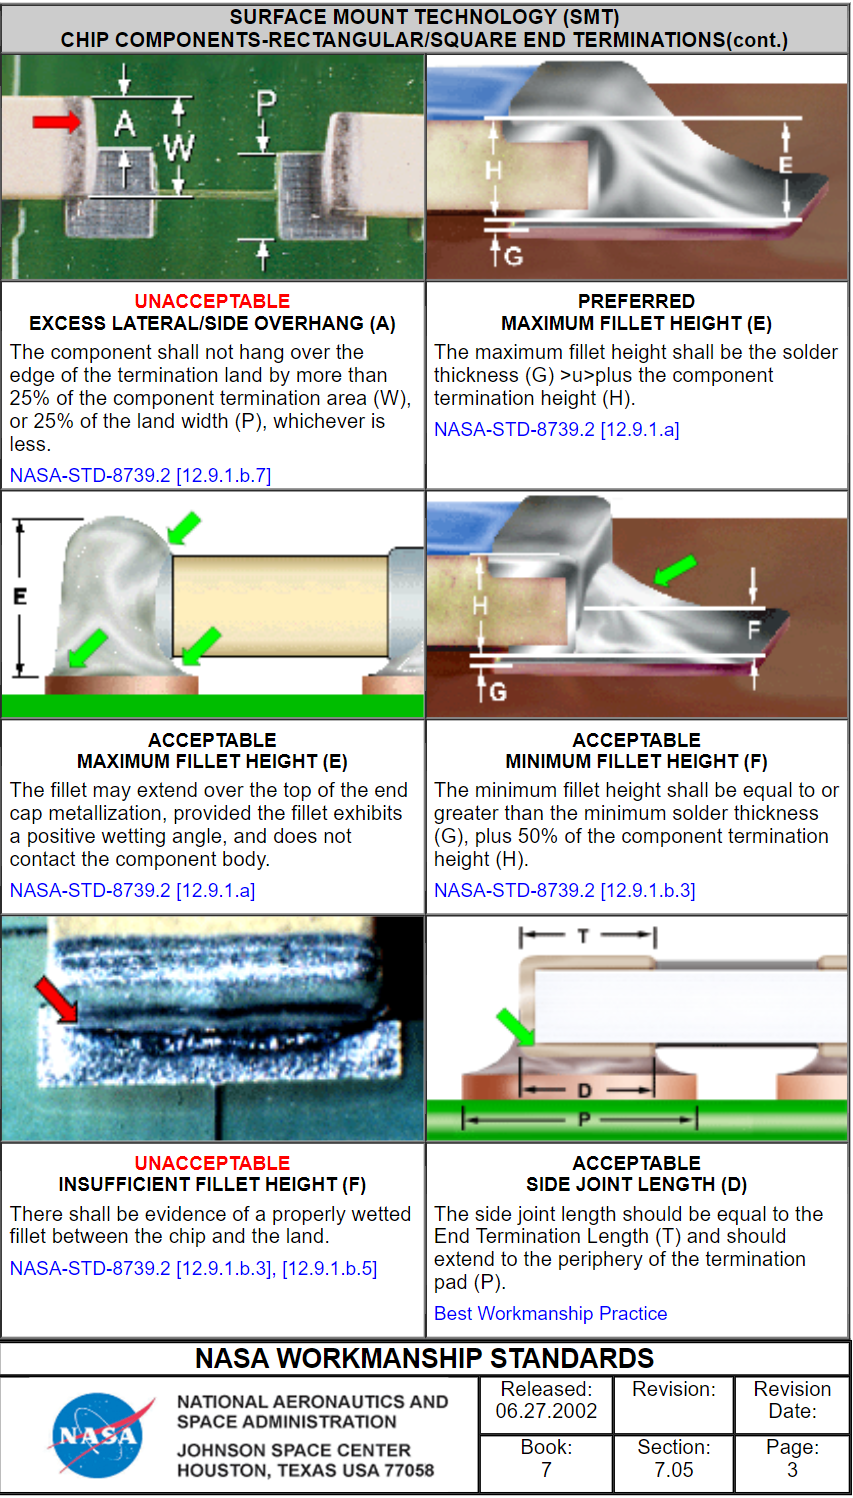 SURFACE MOUNT TECHNOLOGY (SMT)
CHIP COMPONENTS-RECTANGULAR/SQUARE END TERMINATIONS(cont.)
A
W
P
H
E
G
UNACCEPTABLE
EXCESS LATERAL/SIDE OVERHANG (A)
The component shall not hang over the
edge of the termination land by more than
25% of the component termination area (W),
or 25% of the land width (P), whichever is
less.
NASA-STD-8739.2 [12.9.1.b.7]
PREFERRED
MAXIMUM FILLET HEIGHT (E)
The maximum fillet height shall be the solder
thickness (G) >u>plus the component
termination height (H).
NASA-STD-8739.2 [12.9.1.a]
E
H
F
G
ACCEPTABLE
MAXIMUM FILLET HEIGHT (E)
The fillet may extend over the top of the end
cap metallization, provided the fillet exhibits
a positive wetting angle, and does not
contact the component body.
NASA-STD-8739.2 [12.9.1.a]
ACCEPTABLE
MINIMUM FILLET HEIGHT (F)
The minimum fillet height shall be equal to or
greater than the minimum solder thickness
(G), plus 50% of the component termination
height (H).
NASA-STD-8739.2 [12.9.1.b.3]
T
D
P
UNACCEPTABLE
INSUFFICIENT FILLET HEIGHT (F)
There shall be evidence of a properly wetted
fillet between the chip and the land.
NASA-STD-8739.2 [12.9.1.b.3], [12.9.1.b.5]
ACCEPTABLE
SIDE JOINT LENGTH (D)
The side joint length should be equal to the
End Termination Length (T) and should
extend to the periphery of the termination
pad (P).
Best Workmanship Practice
NASA WORKMANSHIP STANDARDS
NASA
NATIONAL AERONAUTICS AND
SPACE ADMINISTRATION
JOHNSON SPACE CENTER
HOUSTON, TEXAS USA 77058
Released:
06.27.2002
Revision:
Revision
Date:
Book:
7
Section:
7.05
Page:
3